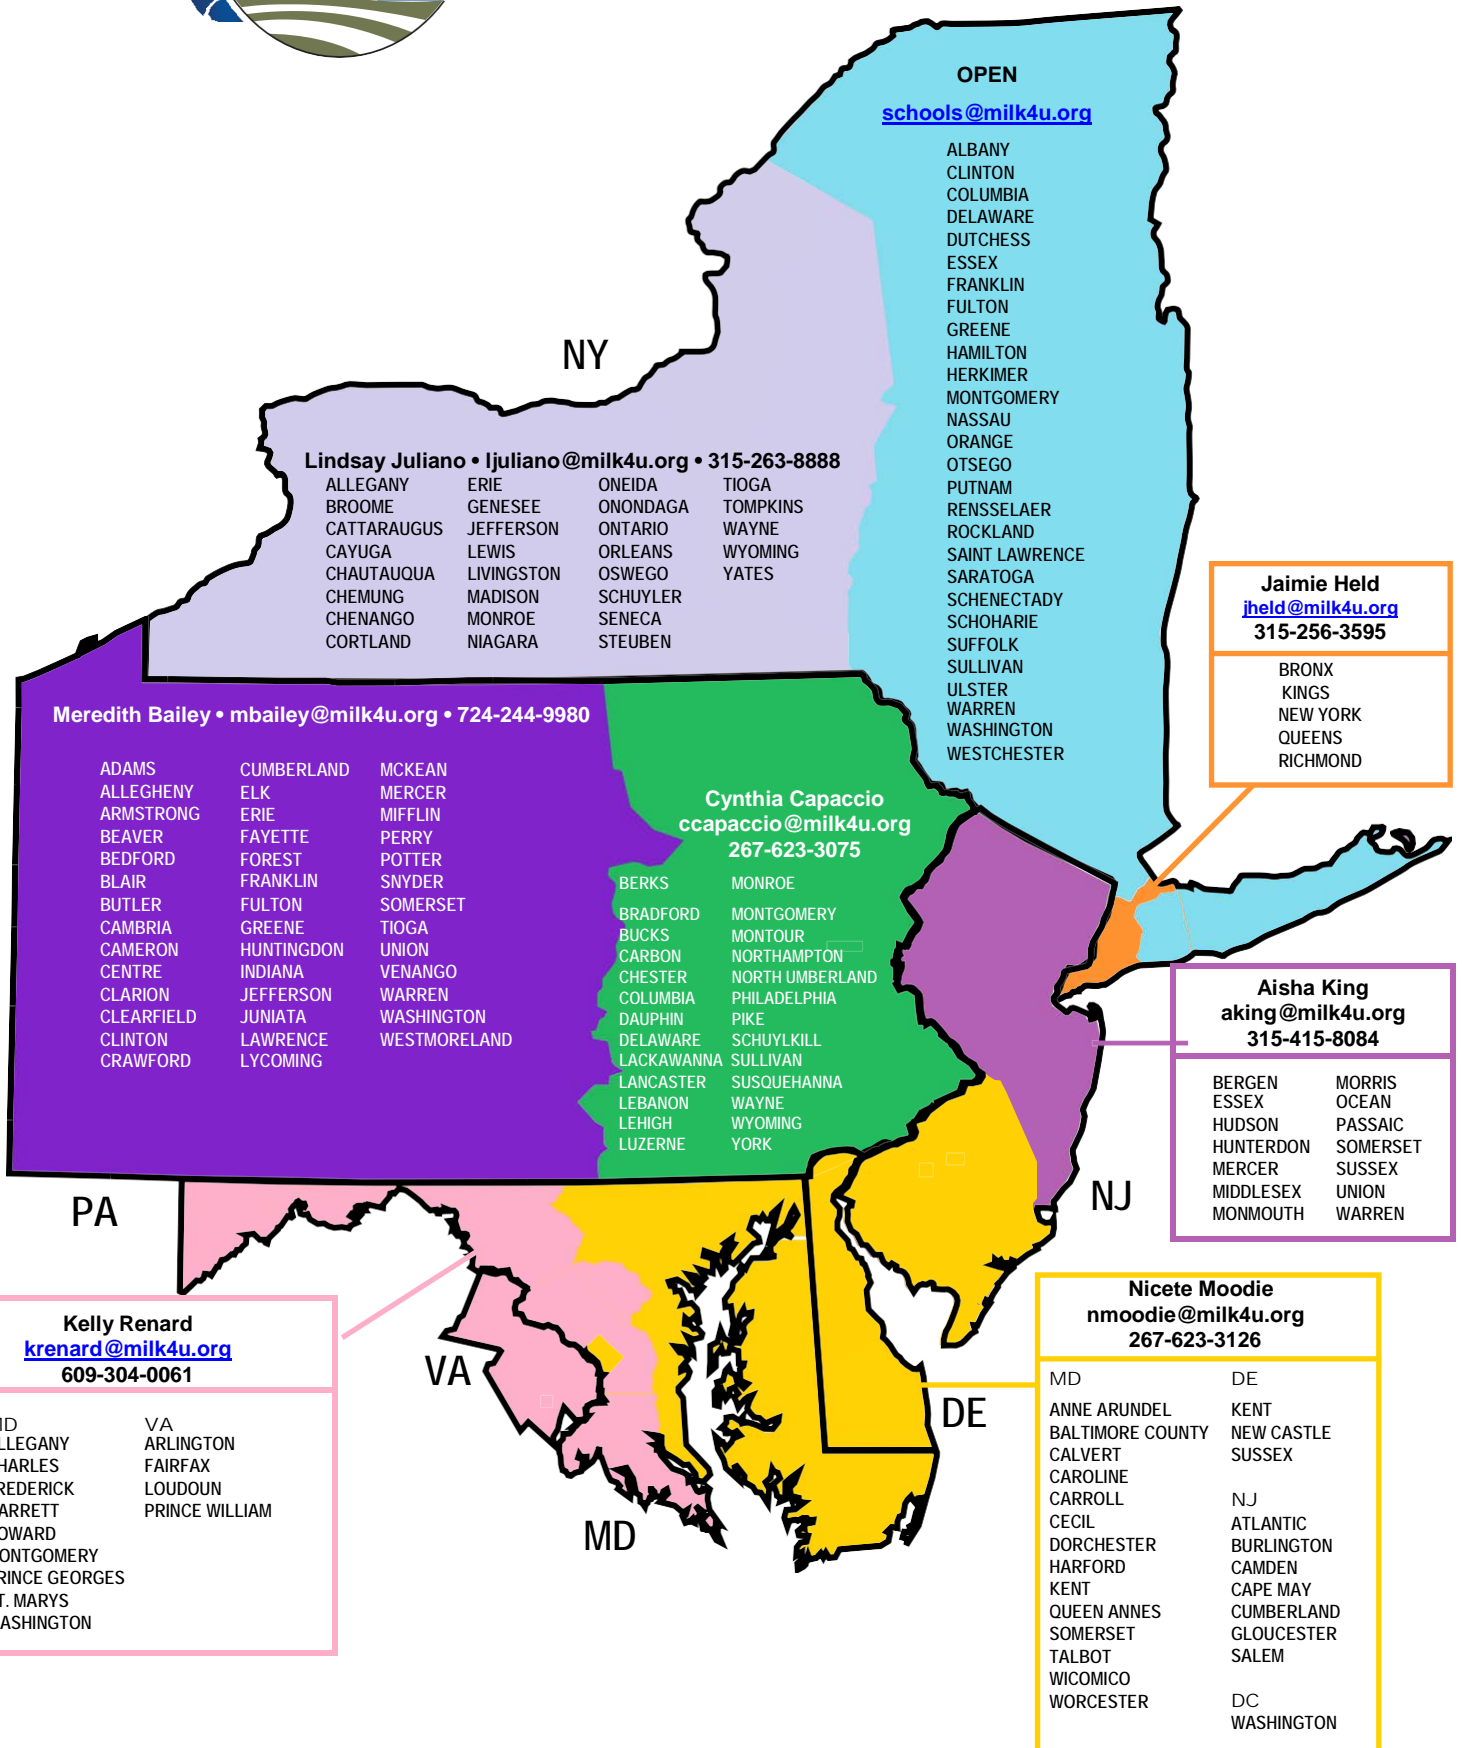 OPEN
schools@milk4u.org
ALBANY
CLINTON
COLUMBIA
DELAWARE
DUTCHESS
ESSEX
FRANKLIN
FULTON
GREENE
HAMILTON
HERKIMER
MONTGOMERY
NASSAU
ORANGE
OTSEGO
PUTNAM
RENSSELAER
ROCKLAND
SAINT LAWRENCE
SARATOGA
SCHENECTADY
SCHOHARIE
SUFFOLK
SULLIVAN
ULSTER
WARREN
WASHINGTON
WESTCHESTER
NY
Lindsay Juliano • ljuliano@milk4u.org • 315-263-8888
ALLEGANY ERIE ONEIDA TIOGA
BROOME GENESEE ONONDAGA TOMPKINS
CATTARAUGUS JEFFERSON ONTARIO WAYNE
CAYUGA LEWIS ORLEANS WYOMING
CHAUTAUQUA LIVINGSTON OSWEGO YATES
CHEMUNG MADISON SCHUYLER
CHENANGO MONROE SENECA
CORTLAND NIAGARA STEUBEN
Jaimie Held
jheld@milk4u.org
315-256-3595
BRONX
KINGS
NEW YORK
QUEENS
RICHMOND
Meredith Bailey • mbailey@milk4u.org • 724-244-9980
ADAMS CUMBERLAND MCKEAN
ALLEGHENY ELK MERCER
ARMSTRONG ERIE MIFFLIN
BEAVER FAYETTE PERRY
BEDFORD FOREST POTTER
BLAIR FRANKLIN SNYDER
BUTLER FULTON SOMERSET
CAMBRIA GREENE TIOGA
CAMERON HUNTINGDON UNION
CENTRE INDIANA VENANGO
CLARION JEFFERSON WARREN
CLEARFIELD JUNIATA WASHINGTON
CLINTON LAWRENCE WESTMORELAND
CRAWFORD LYCOMING
Cynthia Capaccio
ccapaccio@milk4u.org
267-623-3075
BERKS MONROE
BRADFORD MONTGOMERY
BUCKS MONTOUR
CARBON NORTHAMPTON
CHESTER NORTH UMBERLAND
COLUMBIA PHILADELPHIA
DAUPHIN PIKE
DELAWARE SCHUYLKILL
LACKAWANNA SULLIVAN
LANCASTER SUSQUEHANNA
LEBANON WAYNE
LEHIGH WYOMING
LUZERNE YORK
Aisha King
aking@milk4u.org
315-415-8084
BERGEN MORRIS
ESSEX OCEAN
HUDSON PASSAIC
HUNTERDON SOMERSET
MERCER SUSSEX
MIDDLESEX UNION
MONMOUTH WARREN
PA
NJ
Kelly Renard
krenard@milk4u.org
609-304-0061
MD VA
LLEGANY ARLINGTON
HARLES FAIRFAX
REDERICK LOUDOUN
ARRETT PRINCE WILLIAM
OWARD
ONTGOMERY
RINCE GEORGES
T. MARYS
ASHINGTON
VA
MD
DE
Nicete Moodie
nmoodie@milk4u.org
267-623-3126
MD DE
ANNE ARUNDEL KENT
BALTIMORE COUNTY NEW CASTLE
CALVERT SUSSEX
CAROLINE
CARROLL NJ
CECIL ATLANTIC
DORCHESTER BURLINGTON
HARFORD CAMDEN
KENT CAPE MAY
QUEEN ANNES CUMBERLAND
SOMERSET GLOUCESTER
TALBOT SALEM
WICOMICO
WORCESTER DC
WASHINGTON